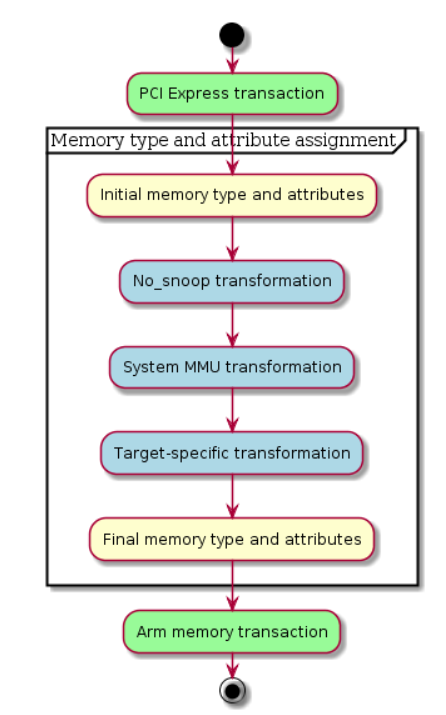 PCI Express transaction
Memory type and attribute assignment
Initial memory type and attributes
No_snoop transformation
System MMU transformation
Target-specific transformation
Final memory type and attributes
Arm memory transaction